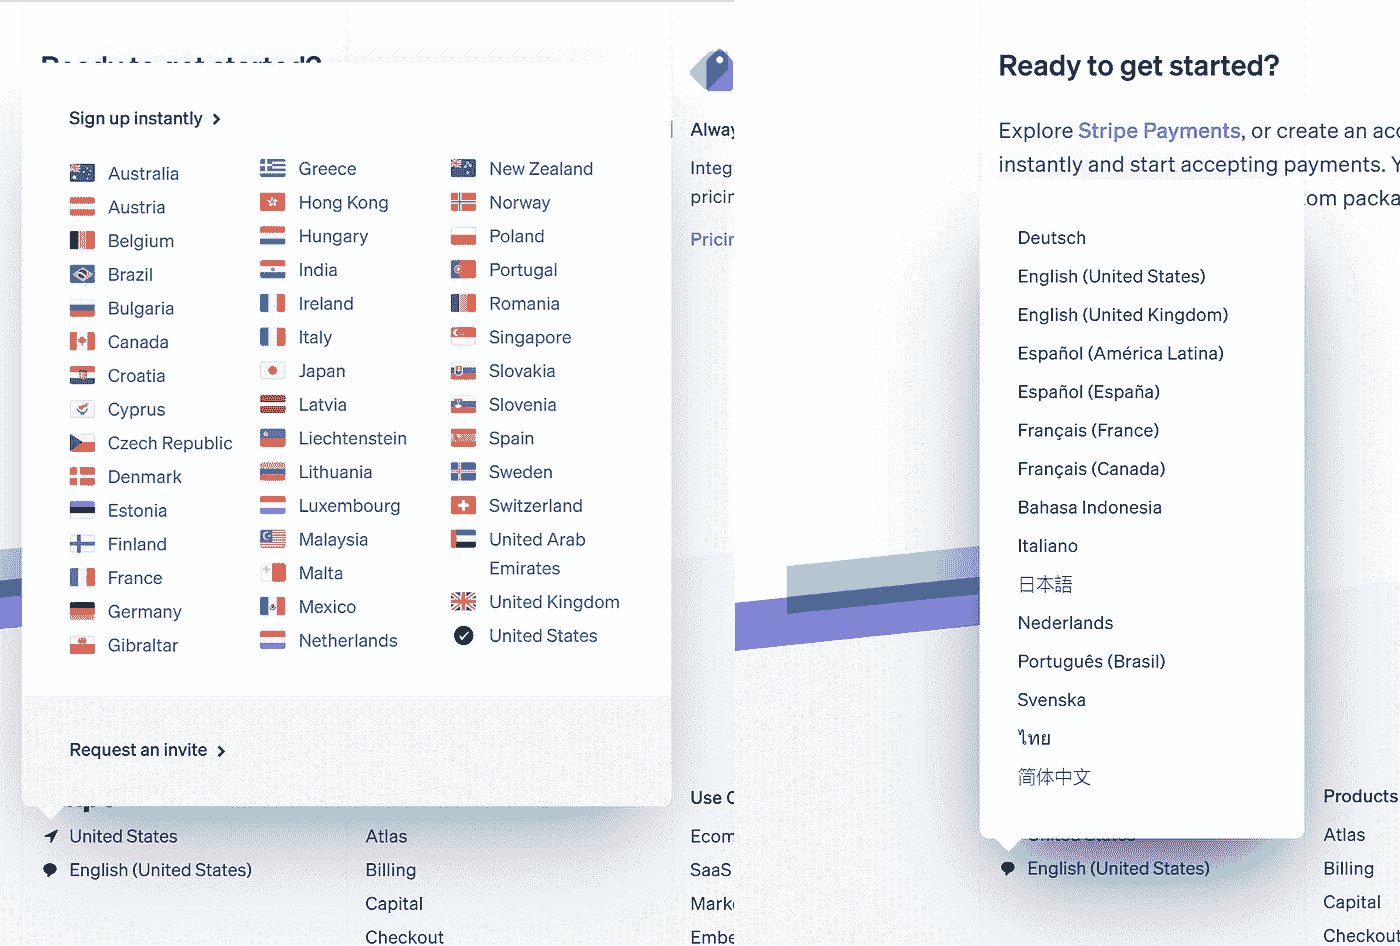 Ready to get started?
Sign up instantly
Australia
Austria
Belgium
Brazil
Bulgaria
Canada
Croatia
Cyprus
Czech Republic
Denmark
Estonia
Finland
France
Germany
Gibraltar
Greece
Hong Kong
Hungary
India
Ireland
Italy
Japan
Latvia
Liechtenstein
Lithuania
Luxembourg
Malaysia
Malta
Mexico
Netherlands
New Zealand
Norway
Poland
Portugal
Romania
Singapore
Slovakia
Slovenia
Spain
Sweden
Switzerland
United Arab
Emirates
United Kingdom
United States
Request an invite
United States
English (United States)
Atlas
Billing
Capital
Checkout
Alway
Integ
pricin
Pricin
Use C
Ecom
SaaS
Mark
Embe
Ready to get started?
Explore Stripe Payments, or create an acc
instantly and start accepting payments. Y
om packa
Deutsch
English (United States)
English (United Kingdom)
Español (América Latina)
Español (España)
Français (France)
Français (Canada)
Bahasa Indonesia
Italiano
日本語
Nederlands
Português (Brasil)
Svenska
ไทย
简体中文
United States
English (United States)
Products
Atlas
Billing
Capital
Checkout